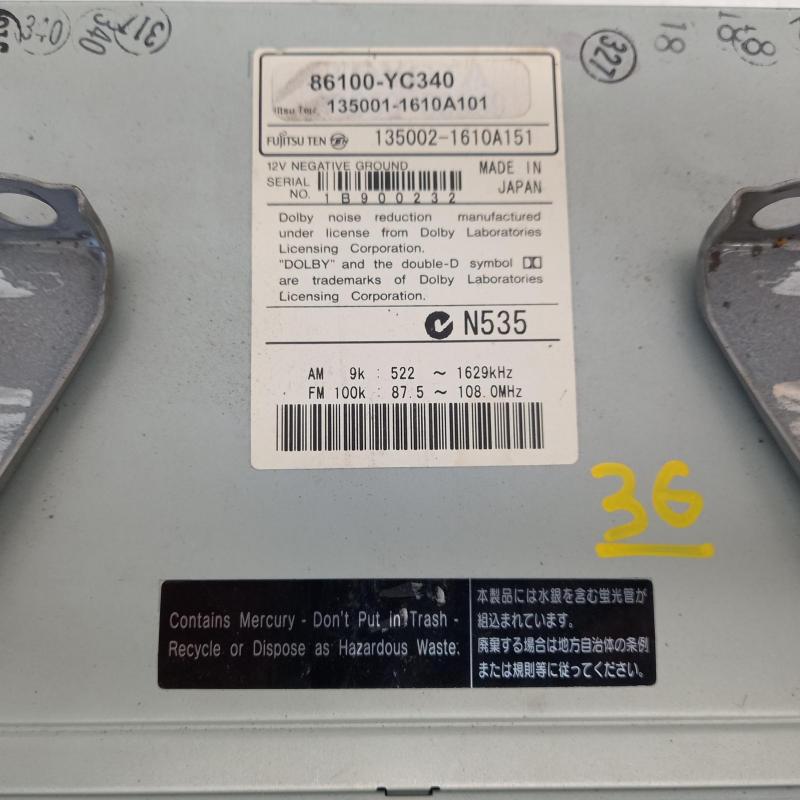 340
340
317
327
18
86100-YC340
135001-1610A101
FUJITSU TEN 135002-1610A151
12V NEGATIVE GROUND
SERIAL NO. 1B900232
MADE IN JAPAN
Dolby noise reduction manufactured
under license from Dolby Laboratories
Licensing Corporation.
"DOLBY" and the double-D symbol
are trademarks of Dolby Laboratories
Licensing Corporation.
N535
AM 9k : 522 ~ 1629kHz
FM 100k : 87.5 ~ 108.0MHz
36
Contains Mercury - Don't Put in Trash -
Recycle or Dispose as Hazardous Waste.
本製品には水銀を含む蛍光管が
組込まれています。
廃棄する場合は地方自治体の条例
または規則等に従ってください。